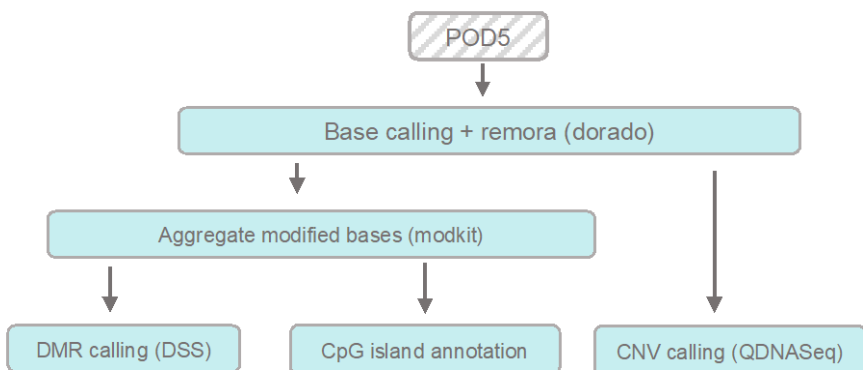 POD5
Base calling + remora (dorado)
Aggregate modified bases (modkit)
DMR calling (DSS)
CpG island annotation
CNV calling (QDNASeq)